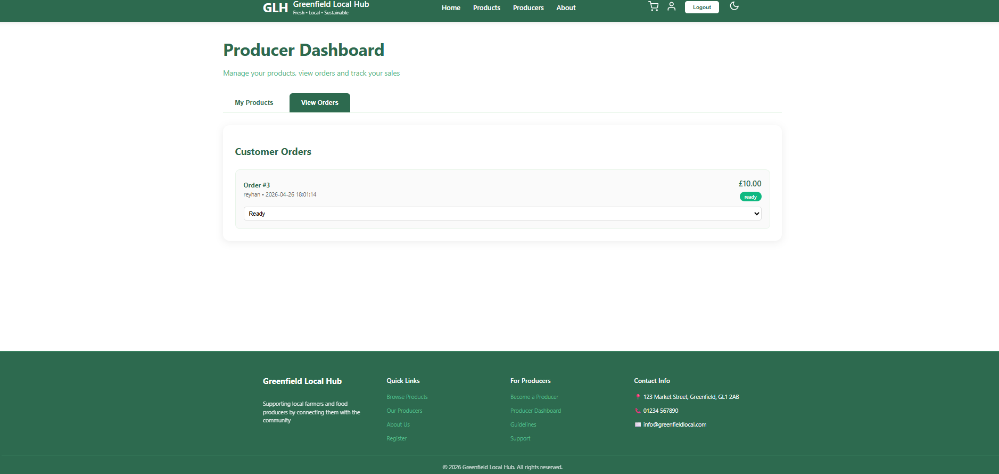 GLH
Greenfield Local Hub
Fresh • Local • Sustainable
Home
Products
Producers
About
Logout
Producer Dashboard
Manage your products, view orders and track your sales
My Products
View Orders
Customer Orders
Order #3
reyhan • 2026-04-26 18:01:14
£10.00
ready
Ready
Greenfield Local Hub
Supporting local farmers and food
producers by connecting them with the
community
Quick Links
Browse Products
Our Producers
About Us
Register
For Producers
Become a Producer
Producer Dashboard
Guidelines
Support
Contact Info
123 Market Street, Greenfield, GL1 2AB
01234 567890
info@greenfieldlocal.com
© 2026 Greenfield Local Hub. All rights reserved.